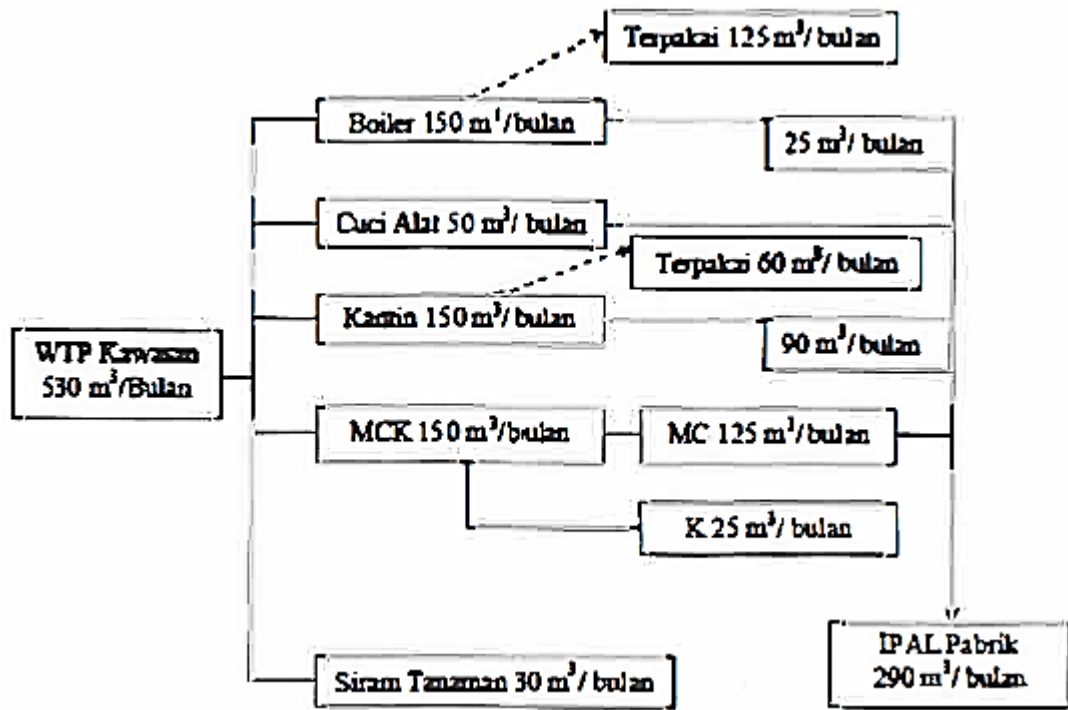 Terpakai 125 m³/ bulan
Boiler 150 m³/bulan
25 m³/ bulan
Cuci Alat 50 m³/ bulan
Terpakai 60 m³/ bulan
Kantin 150 m³/bulan
90 m³/ bulan
WTP Kawasan
530 m³/Bulan
MCK 150 m³/bulan
MC 125 m³/bulan
K 25 m³/ bulan
IPAL Pabrik
290 m³/ bulan
Siram Tanaman 30 m³/ bulan